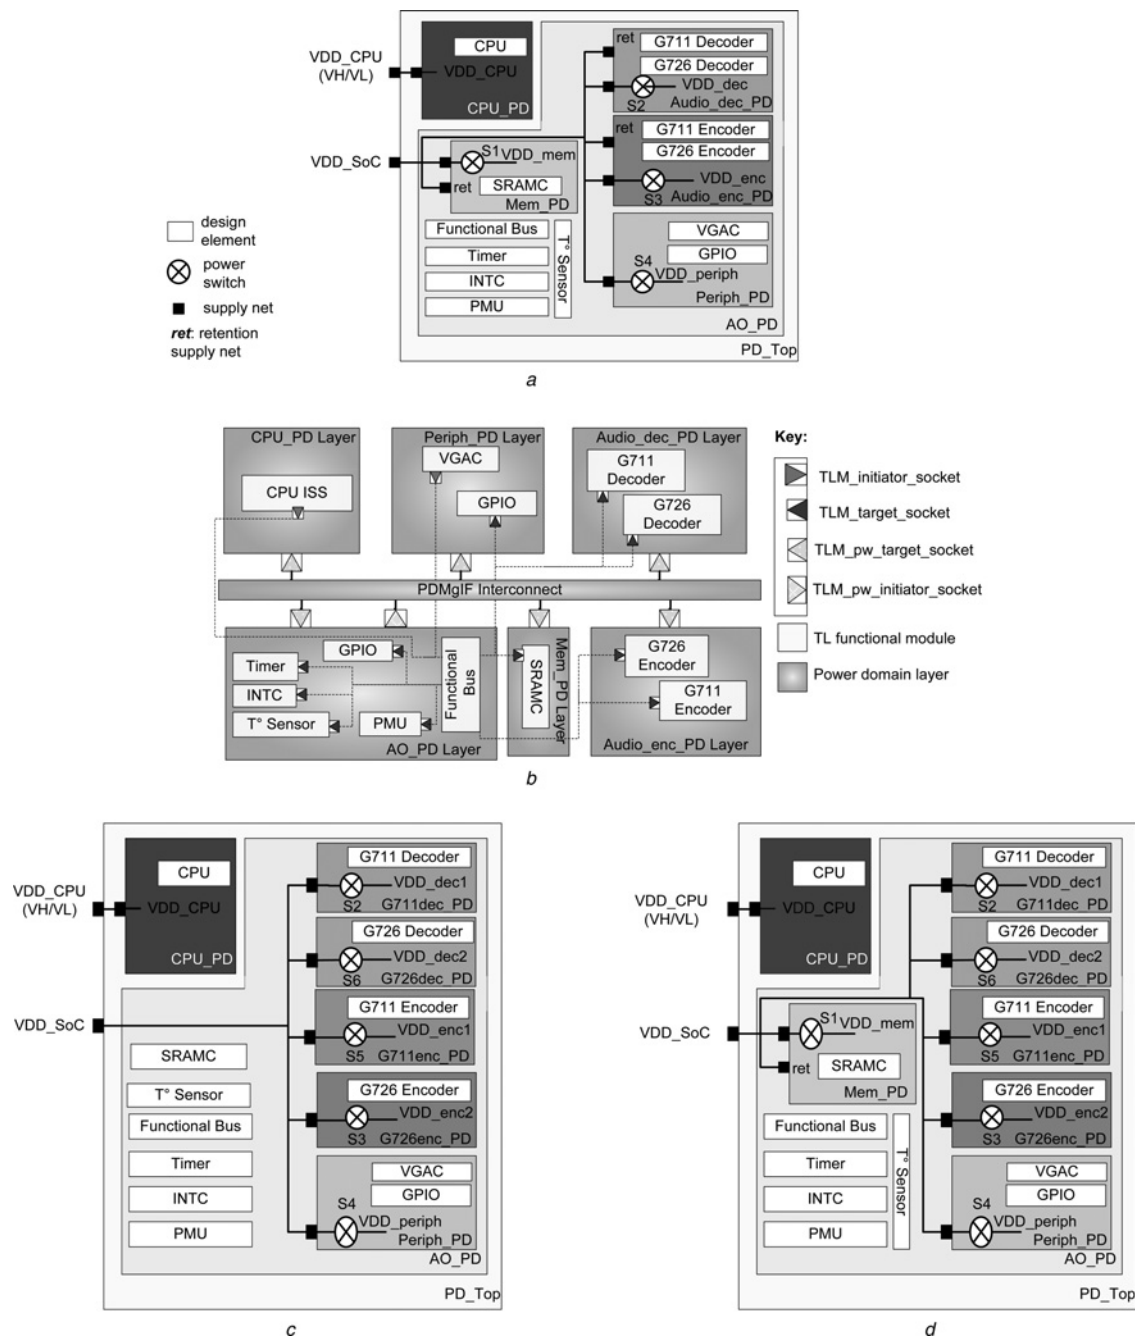 CPU
VDD_CPU
(VH/VL)
VDD_CPU
CPU_PD
ret
G711 Decoder
G726 Decoder
VDD_dec
S2
Audio_dec_PD
ret
G711 Encoder
G726 Encoder
VDD_enc
S3
Audio_enc_PD
VDD_SoC
S1
VDD_mem
ret
SRAMC
Mem_PD
Functional Bus
Timer
INTC
PMU
T° Sensor
VGAC
GPIO
S4
VDD_periph
Periph_PD
AO_PD
PD_Top
design
element
power
switch
supply net
ret: retention
supply net
a
CPU_PD Layer
CPU ISS
Periph_PD Layer
VGAC
GPIO
Audio_dec_PD Layer
G711
Decoder
G726
Decoder
PDMgIF Interconnect
GPIO
Timer
INTC
T° Sensor
PMU
Functional
Bus
AO_PD Layer
SRAMC
Mem_PD
Layer
G726
Encoder
G711
Encoder
Audio_enc_PD Layer
Key:
TLM_initiator_socket
TLM_target_socket
TLM_pw_target_socket
TLM_pw_initiator_socket
TL functional module
Power domain layer
b
CPU
VDD_CPU
(VH/VL)
VDD_CPU
CPU_PD
G711 Decoder
VDD_dec1
S2
G711dec_PD
G726 Decoder
VDD_dec2
S6
G726dec_PD
G711 Encoder
VDD_enc1
S5
G711enc_PD
G726 Encoder
VDD_enc2
S3
G726enc_PD
VDD_SoC
SRAMC
T° Sensor
Functional Bus
Timer
INTC
PMU
VGAC
GPIO
S4
VDD_periph
Periph_PD
AO_PD
PD_Top
c
CPU
VDD_CPU
(VH/VL)
VDD_CPU
CPU_PD
G711 Decoder
VDD_dec1
S2
G711dec_PD
G726 Decoder
VDD_dec2
S6
G726dec_PD
G711 Encoder
VDD_enc1
S5
G711enc_PD
G726 Encoder
VDD_enc2
S3
G726enc_PD
VDD_SoC
S1
VDD_mem
ret
SRAMC
Mem_PD
Functional Bus
Timer
INTC
PMU
T° Sensor
VGAC
GPIO
S4
VDD_periph
Periph_PD
AO_PD
PD_Top
d